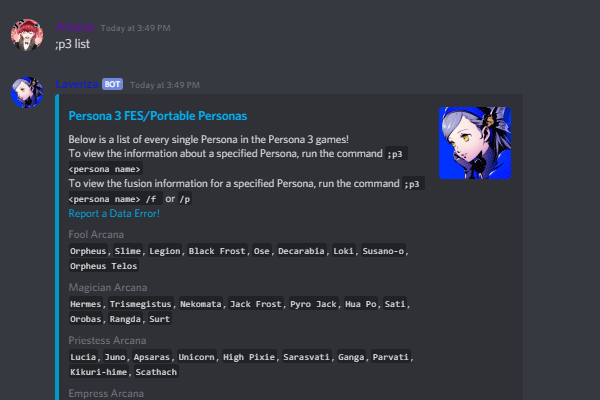 Today at 3:49 PM
;p3 list
Lavenza BOT Today at 3:49 PM
Persona 3 FES/Portable Personas
Below is a list of every single Persona in the Persona 3 games!
To view the information about a specified Persona, run the command ;p3
<persona name>
To view the fusion information for a specified Persona, run the command ;p3
<persona name> /f or /p
Report a Data Error!
Fool Arcana
Orpheus, Slime, Legion, Black Frost, Ose, Decarabia, Loki, Susano-o,
Orpheus Telos
Magician Arcana
Hermes, Trismegistus, Nekomata, Jack Frost, Pyro Jack, Hua Po, Sati,
Orobas, Rangda, Surt
Priestess Arcana
Lucia, Juno, Apsaras, Unicorn, High Pixie, Sarasvati, Ganga, Parvati,
Kikuri-hime, Scathach
Empress Arcana